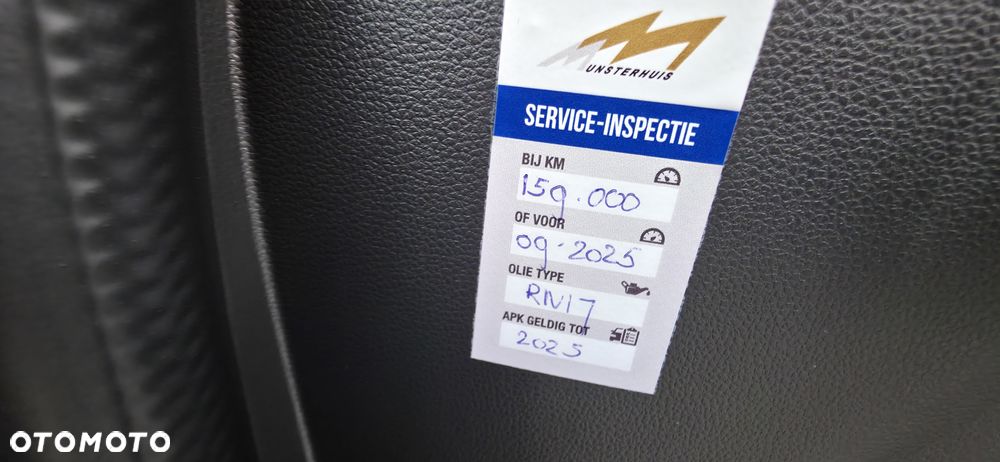 MUNSTERHUIS
SERVICE-INSPECTIE
BIJ KM
159.000
OF VOOR
09-2025
OLIE TYPE
RN17
APK GELDIG TOT
2025
OTOMOTO